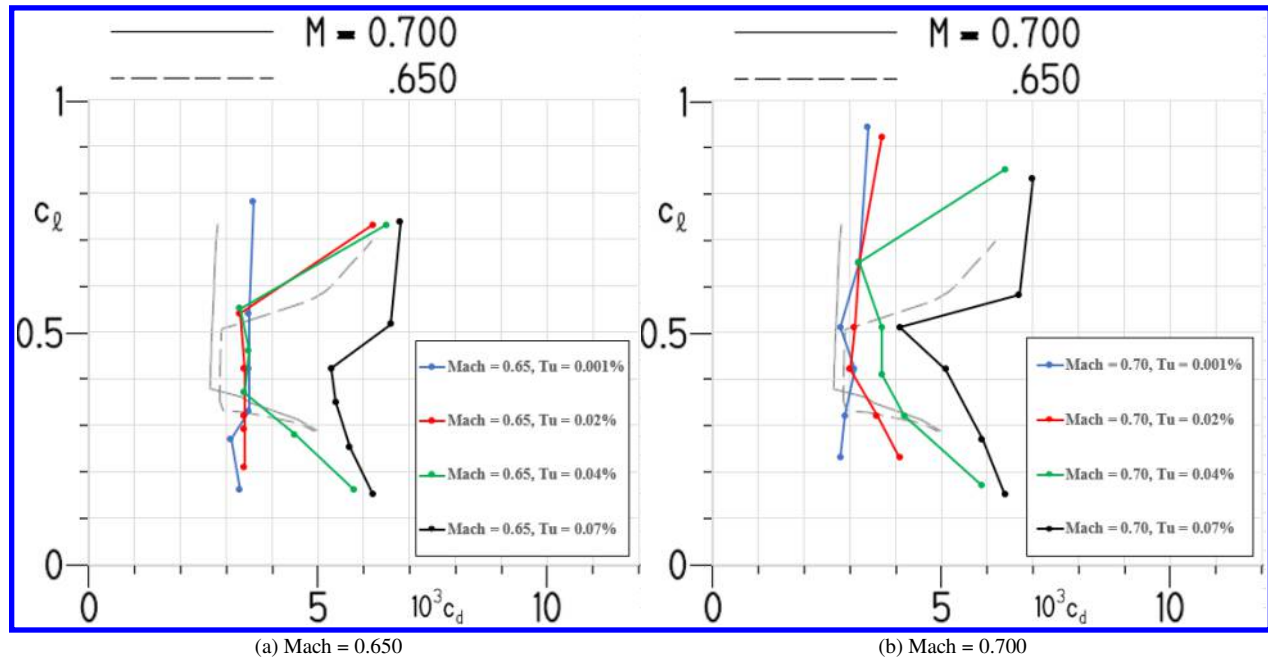 M = 0.700
.650
1
cℓ
0.5
0
0
5
10³cd
10
Mach = 0.65, Tu = 0.001%
Mach = 0.65, Tu = 0.02%
Mach = 0.65, Tu = 0.04%
Mach = 0.65, Tu = 0.07%
(a) Mach = 0.650
M = 0.700
.650
1
cℓ
0.5
0
0
5
10³cd
10
Mach = 0.70, Tu = 0.001%
Mach = 0.70, Tu = 0.02%
Mach = 0.70, Tu = 0.04%
Mach = 0.70, Tu = 0.07%
(b) Mach = 0.700